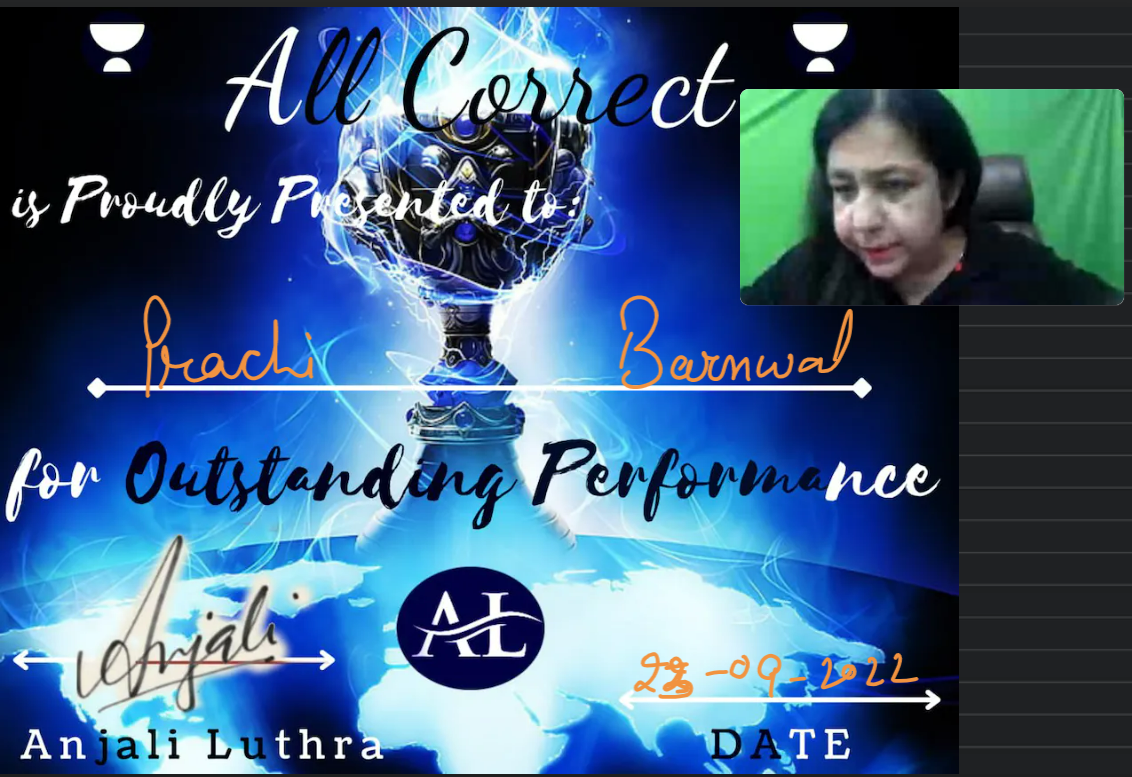 All Correct
is Proudly Presented to:
Prachi Barnwal
for Outstanding Performance
Anjali
AL
-09-2022
Anjali Luthra
DATE